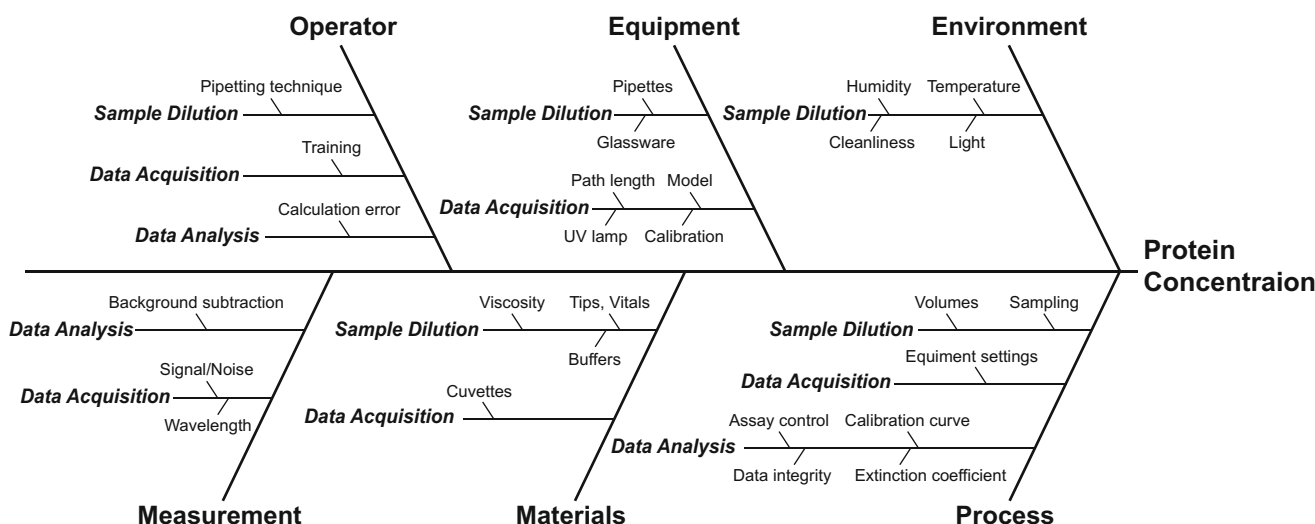 Operator
Equipment
Environment
Pipetting technique
Sample Dilution
Training
Data Acquisition
Calculation error
Data Analysis
Pipettes
Sample Dilution
Glassware
Path length
Model
Data Acquisition
UV lamp
Calibration
Humidity
Temperature
Sample Dilution
Cleanliness
Light
Protein
Concentraion
Background subtraction
Data Analysis
Signal/Noise
Data Acquisition
Wavelength
Viscosity
Tips, Vitals
Sample Dilution
Buffers
Cuvettes
Data Acquisition
Volumes
Sampling
Sample Dilution
Equiment settings
Data Acquisition
Assay control
Calibration curve
Data Analysis
Data integrity
Extinction coefficient
Measurement
Materials
Process